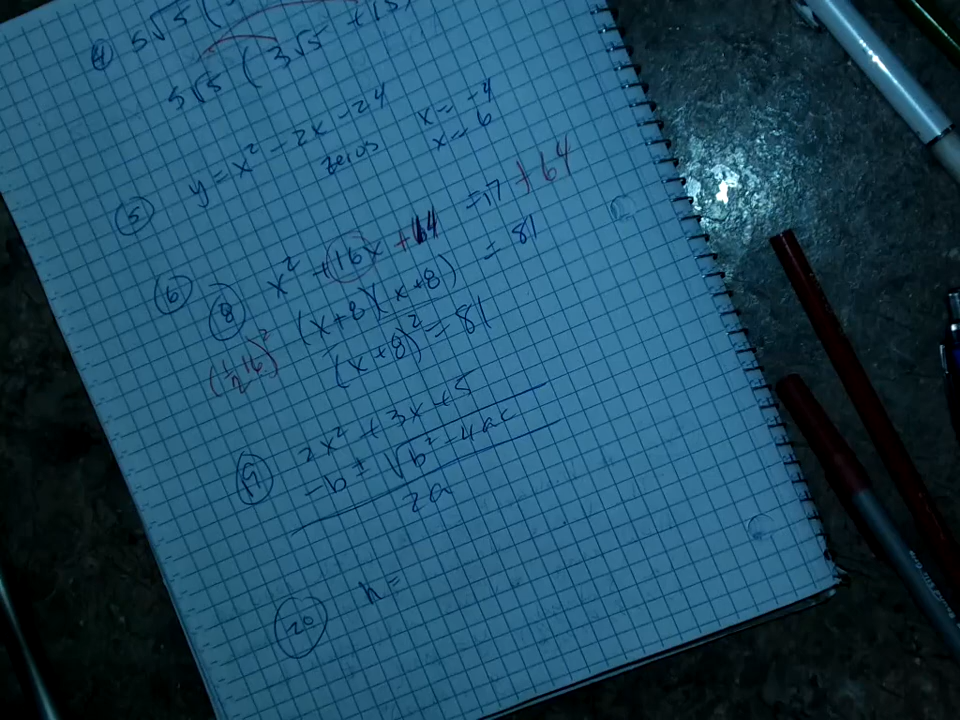 ④ 5√5 (
5√5 ( 3√5 + 15
⑤ y = x² - 2x - 24
zeros x = -4
x = 6
⑥ ⑧ x² + 16x + 64 = 17 + 64
(½·16)² (x+8)(x+8) = 81
(x+8)² = 81
⑲ 2x² + 3x + 5
-b ± √b² - 4ac
2a
⑳ h =